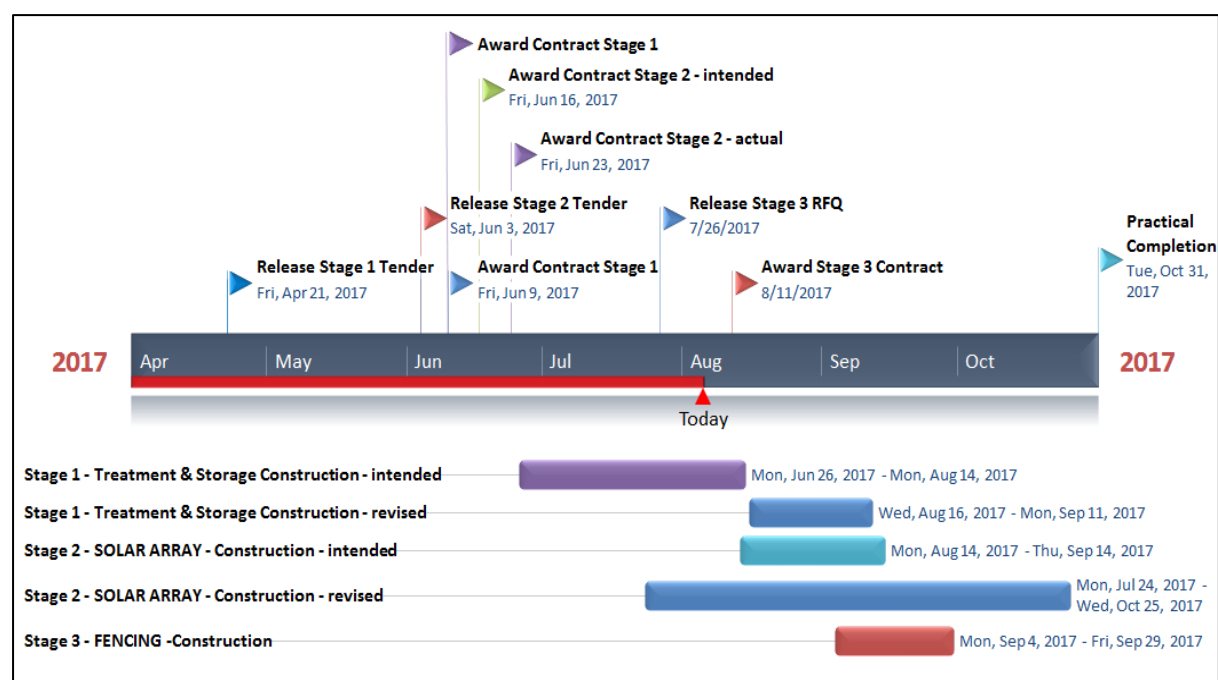 Award Contract Stage 1
Award Contract Stage 2 - intended
Fri, Jun 16, 2017
Award Contract Stage 2 - actual
Fri, Jun 23, 2017
Release Stage 2 Tender
Sat, Jun 3, 2017
Release Stage 3 RFQ
7/26/2017
Practical
Completion
Tue, Oct 31,
2017
Release Stage 1 Tender
Fri, Apr 21, 2017
Award Contract Stage 1
Fri, Jun 9, 2017
Award Stage 3 Contract
8/11/2017
2017 Apr May Jun Jul Aug Sep Oct 2017
Today
Stage 1 - Treatment & Storage Construction - intended Mon, Jun 26, 2017 - Mon, Aug 14, 2017
Stage 1 - Treatment & Storage Construction - revised Wed, Aug 16, 2017 - Mon, Sep 11, 2017
Stage 2 - SOLAR ARRAY - Construction - intended Mon, Aug 14, 2017 - Thu, Sep 14, 2017
Stage 2 - SOLAR ARRAY - Construction - revised Mon, Jul 24, 2017 -
Wed, Oct 25, 2017
Stage 3 - FENCING -Construction Mon, Sep 4, 2017 - Fri, Sep 29, 2017